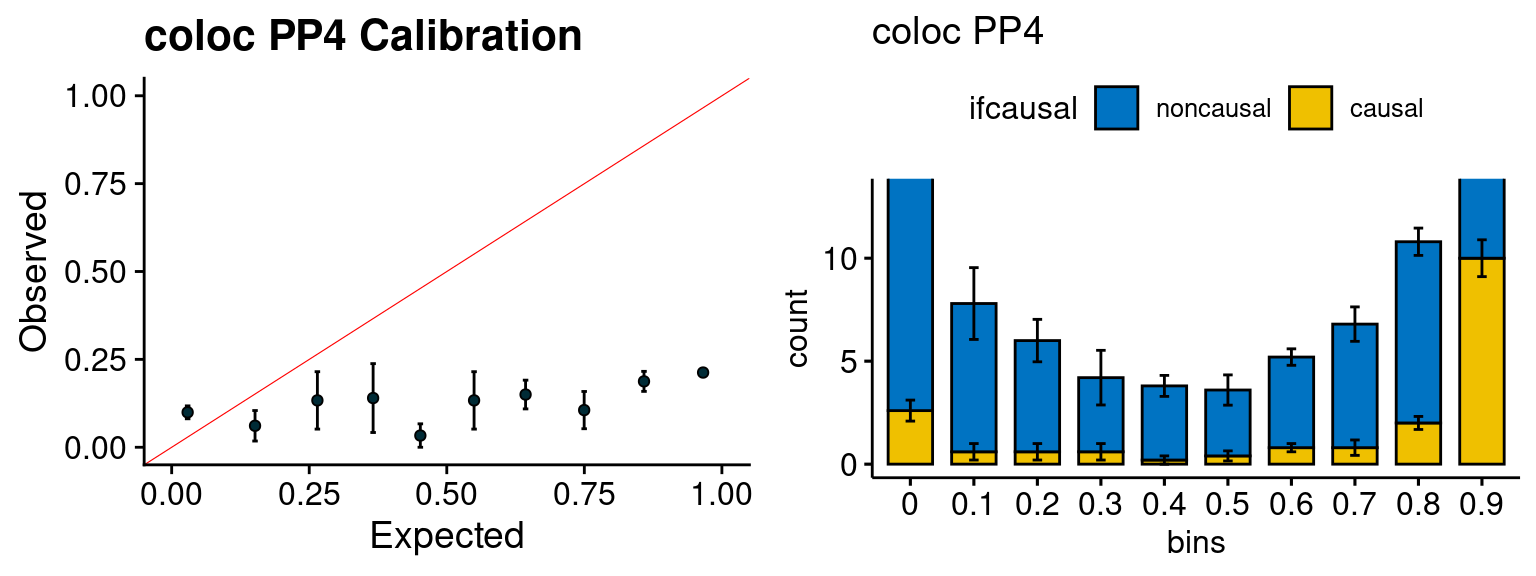 coloc PP4 Calibration
1.00
0.75
0.50
0.25
0.00
Observed
0.00 0.25 0.50 0.75 1.00
Expected
coloc PP4
ifcausal noncausal causal
10
5
0
count
0 0.1 0.2 0.3 0.4 0.5 0.6 0.7 0.8 0.9
bins